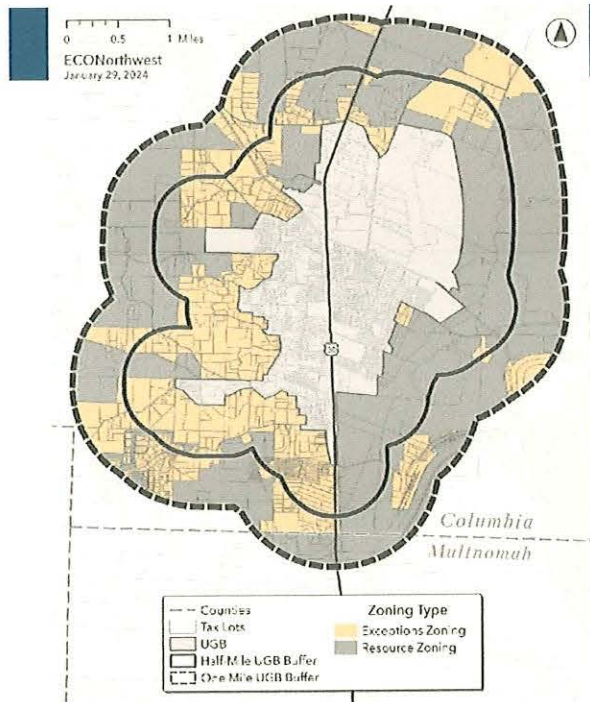 0 0.5 1 Miles
ECONorthwest
January 29, 2024
30
Columbia
Multnomah
Counties
Tax Lots
UGB
Half-Mile UGB Buffer
One Mile UGB Buffer
Zoning Type
Exceptions Zoning
Resource Zoning